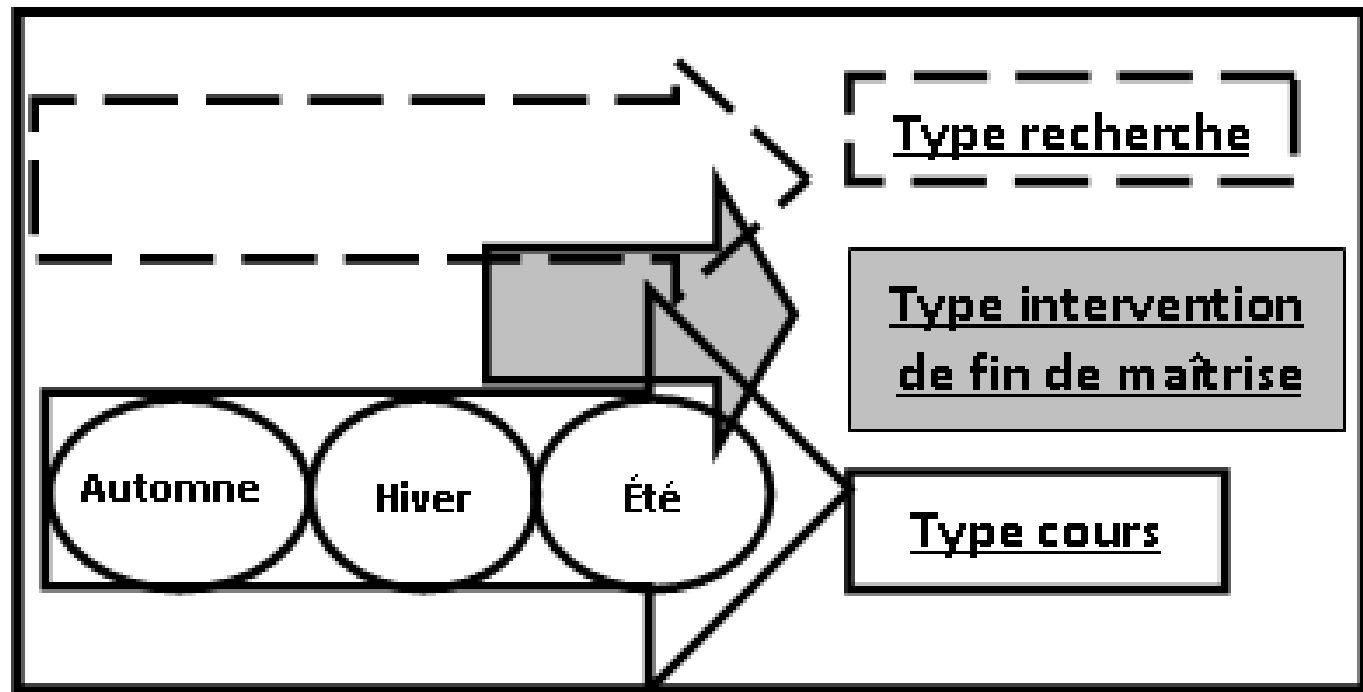 Type recherche
Type intervention
de fin de maîtrise
Automne
Hiver
Été
Type cours